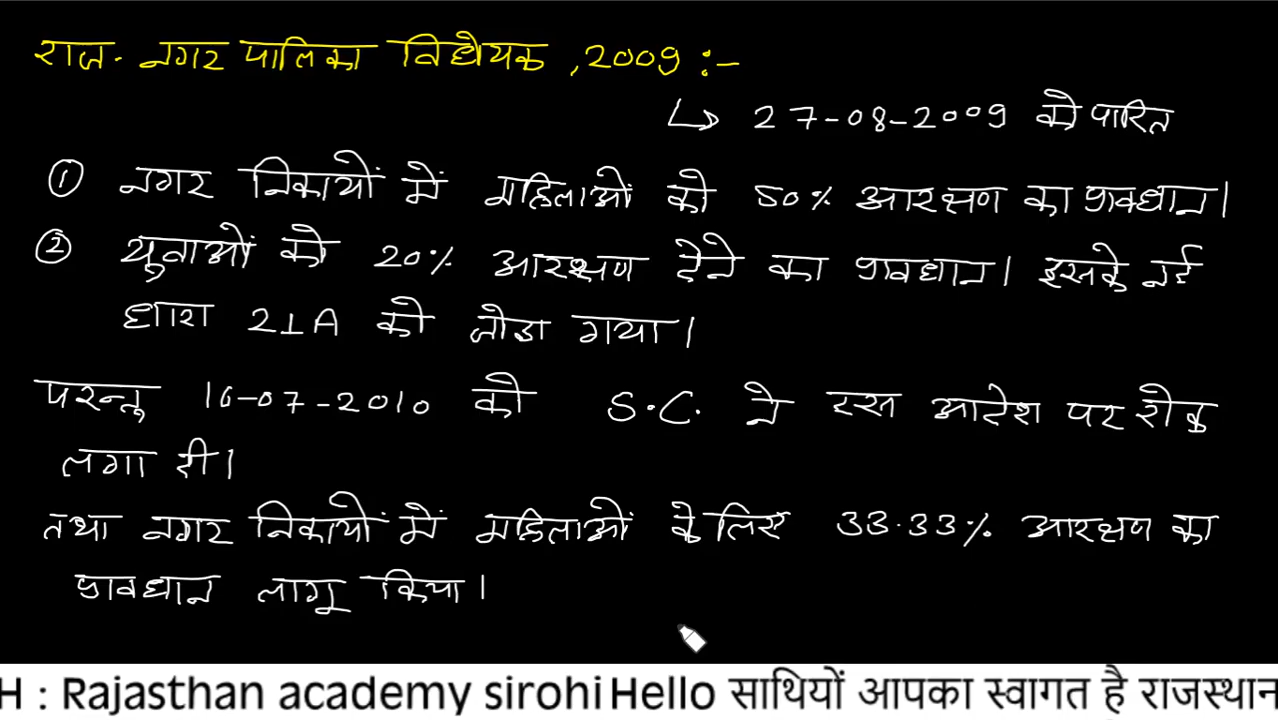 राज. नगर पालिका विधेयक ,2009 :-
↳ 27-08-2009 को पारित
① नगर निकायों में महिलाओं को 50% आरक्षण का प्रावधान।
② युवाओं को 20% आरक्षण देने का प्रावधान। इसके नई
धारा 21A को जोडा गया।
परन्तु 16-07-2010 को S.C. ने इस आदेश पर रोक
लगा दी।
तथा नगर निकायों में महिलाओं के लिए 33.33% आरक्षण का
प्रावधान लागू किया।
H : Rajasthan academy sirohi Hello साथियों आपका स्वागत है राजस्थान